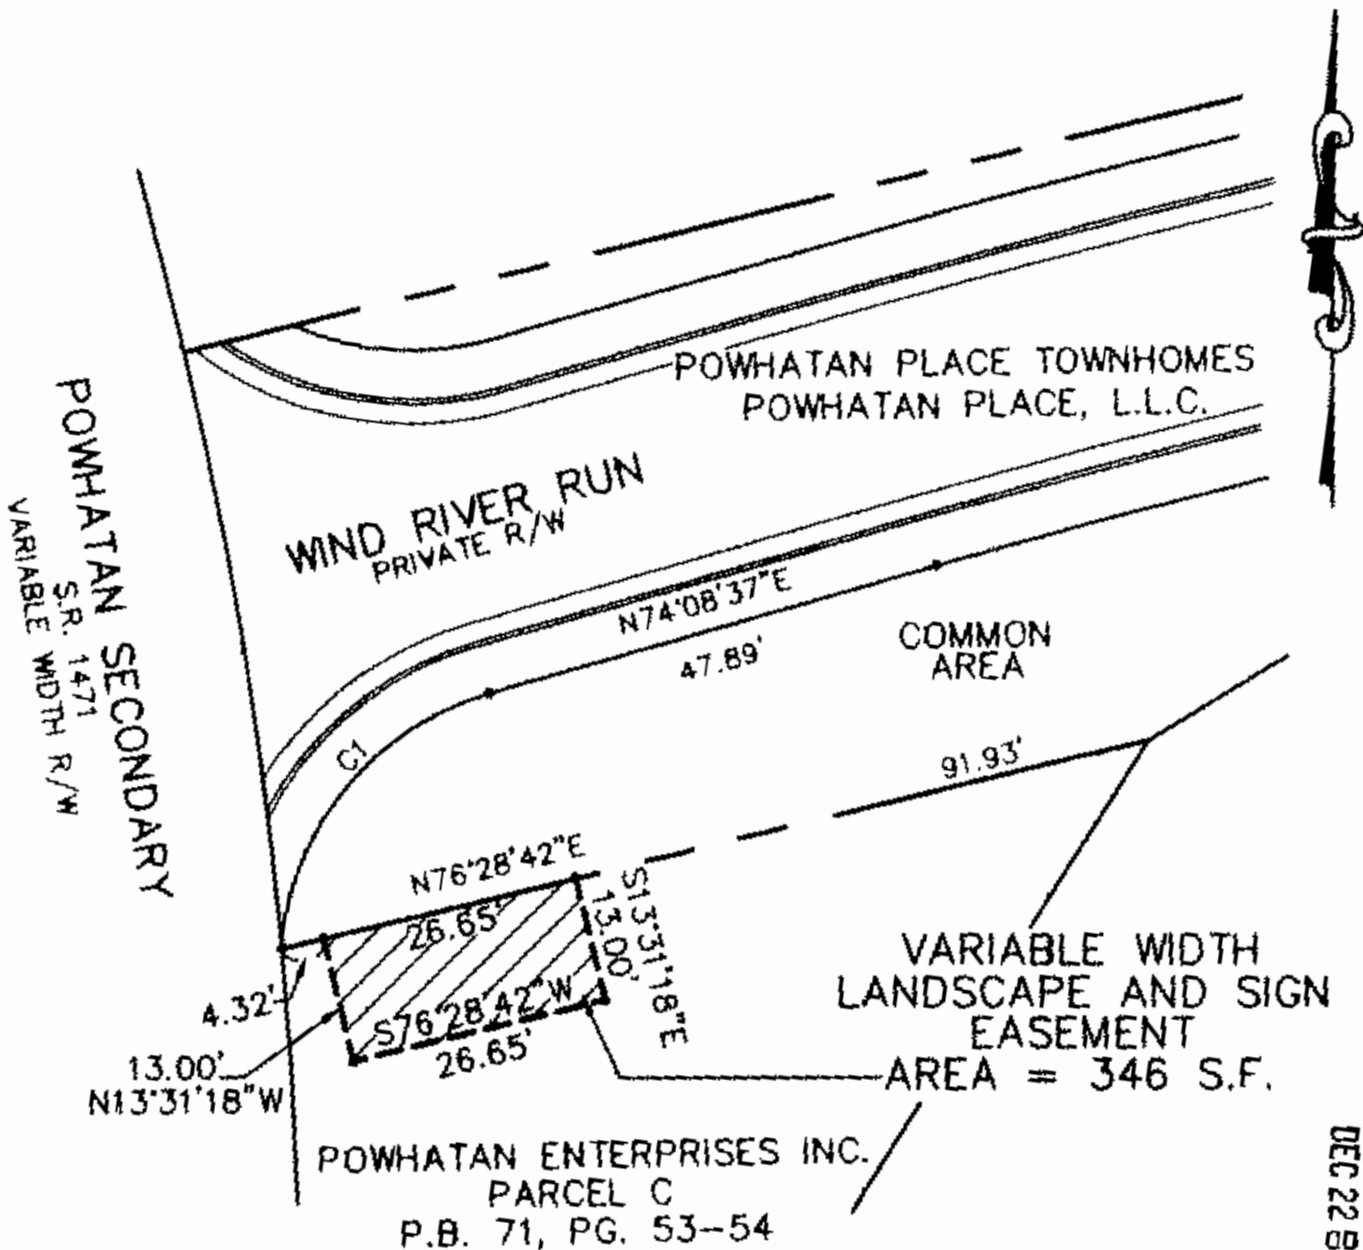 POWHATAN PLACE TOWNHOMES
POWHATAN PLACE, L.L.C.
WIND RIVER RUN
PRIVATE R/W
POWHATAN SECONDARY
S.R. 1471
VARIABLE WIDTH R/W
N74°08'37"E
47.89'
COMMON
AREA
C1
91.93'
N76°28'42"E
26.65'
S13°31'18"E
13.00'
S76°28'42"W
26.65'
4.32'
13.00'
N13°31'18"W
VARIABLE WIDTH
LANDSCAPE AND SIGN
EASEMENT
AREA = 346 S.F.
POWHATAN ENTERPRISES INC.
PARCEL C
P.B. 71, PG. 53-54
DEC 22